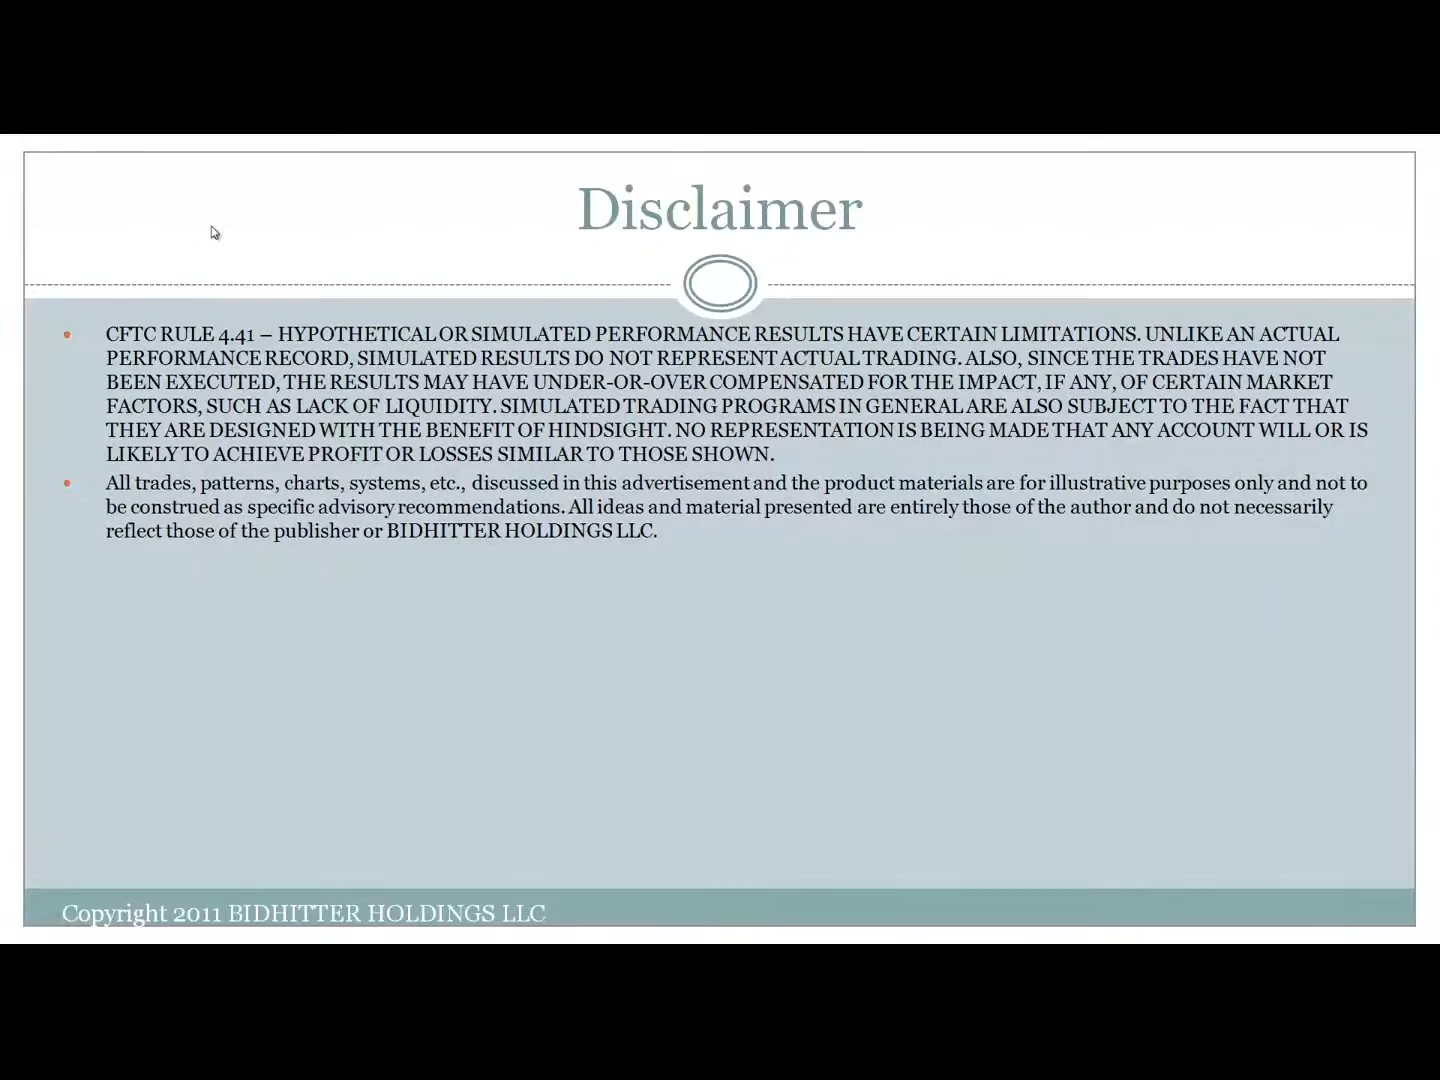 Disclaimer
• CFTC RULE 4.41 – HYPOTHETICAL OR SIMULATED PERFORMANCE RESULTS HAVE CERTAIN LIMITATIONS. UNLIKE AN ACTUAL
PERFORMANCE RECORD, SIMULATED RESULTS DO NOT REPRESENT ACTUAL TRADING. ALSO, SINCE THE TRADES HAVE NOT
BEEN EXECUTED, THE RESULTS MAY HAVE UNDER-OR-OVER COMPENSATED FOR THE IMPACT, IF ANY, OF CERTAIN MARKET
FACTORS, SUCH AS LACK OF LIQUIDITY. SIMULATED TRADING PROGRAMS IN GENERAL ARE ALSO SUBJECT TO THE FACT THAT
THEY ARE DESIGNED WITH THE BENEFIT OF HINDSIGHT. NO REPRESENTATION IS BEING MADE THAT ANY ACCOUNT WILL OR IS
LIKELY TO ACHIEVE PROFIT OR LOSSES SIMILAR TO THOSE SHOWN.
• All trades, patterns, charts, systems, etc., discussed in this advertisement and the product materials are for illustrative purposes only and not to
be construed as specific advisory recommendations. All ideas and material presented are entirely those of the author and do not necessarily
reflect those of the publisher or BIDHITTER HOLDINGS LLC.
Copyright 2011 BIDHITTER HOLDINGS LLC